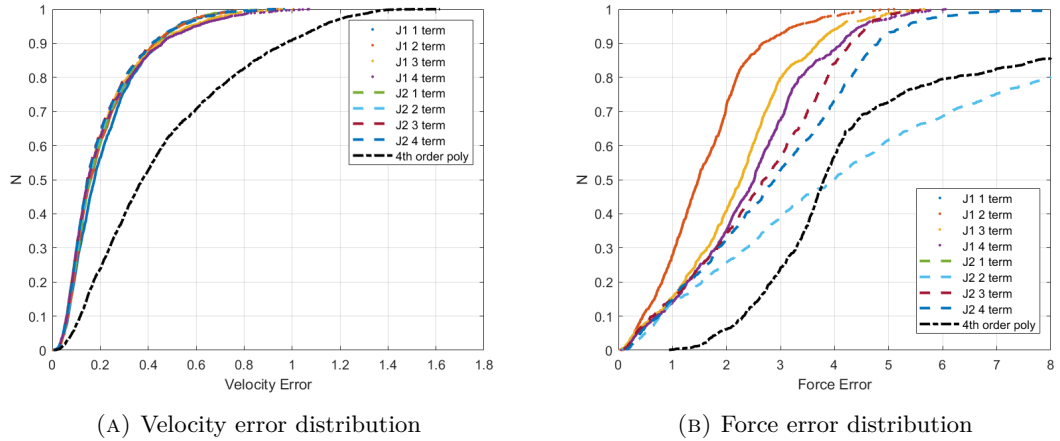 1
0.9
0.8
0.7
0.6
0.5
0.4
0.3
0.2
0.1
0
N
0 0.2 0.4 0.6 0.8 1 1.2 1.4 1.6 1.8
Velocity Error
J1 1 term
J1 2 term
J1 3 term
J1 4 term
J2 1 term
J2 2 term
J2 3 term
J2 4 term
4th order poly
(A) Velocity error distribution
1
0.9
0.8
0.7
0.6
0.5
0.4
0.3
0.2
0.1
0
N
0 1 2 3 4 5 6 7 8
Force Error
J1 1 term
J1 2 term
J1 3 term
J1 4 term
J2 1 term
J2 2 term
J2 3 term
J2 4 term
4th order poly
(B) Force error distribution